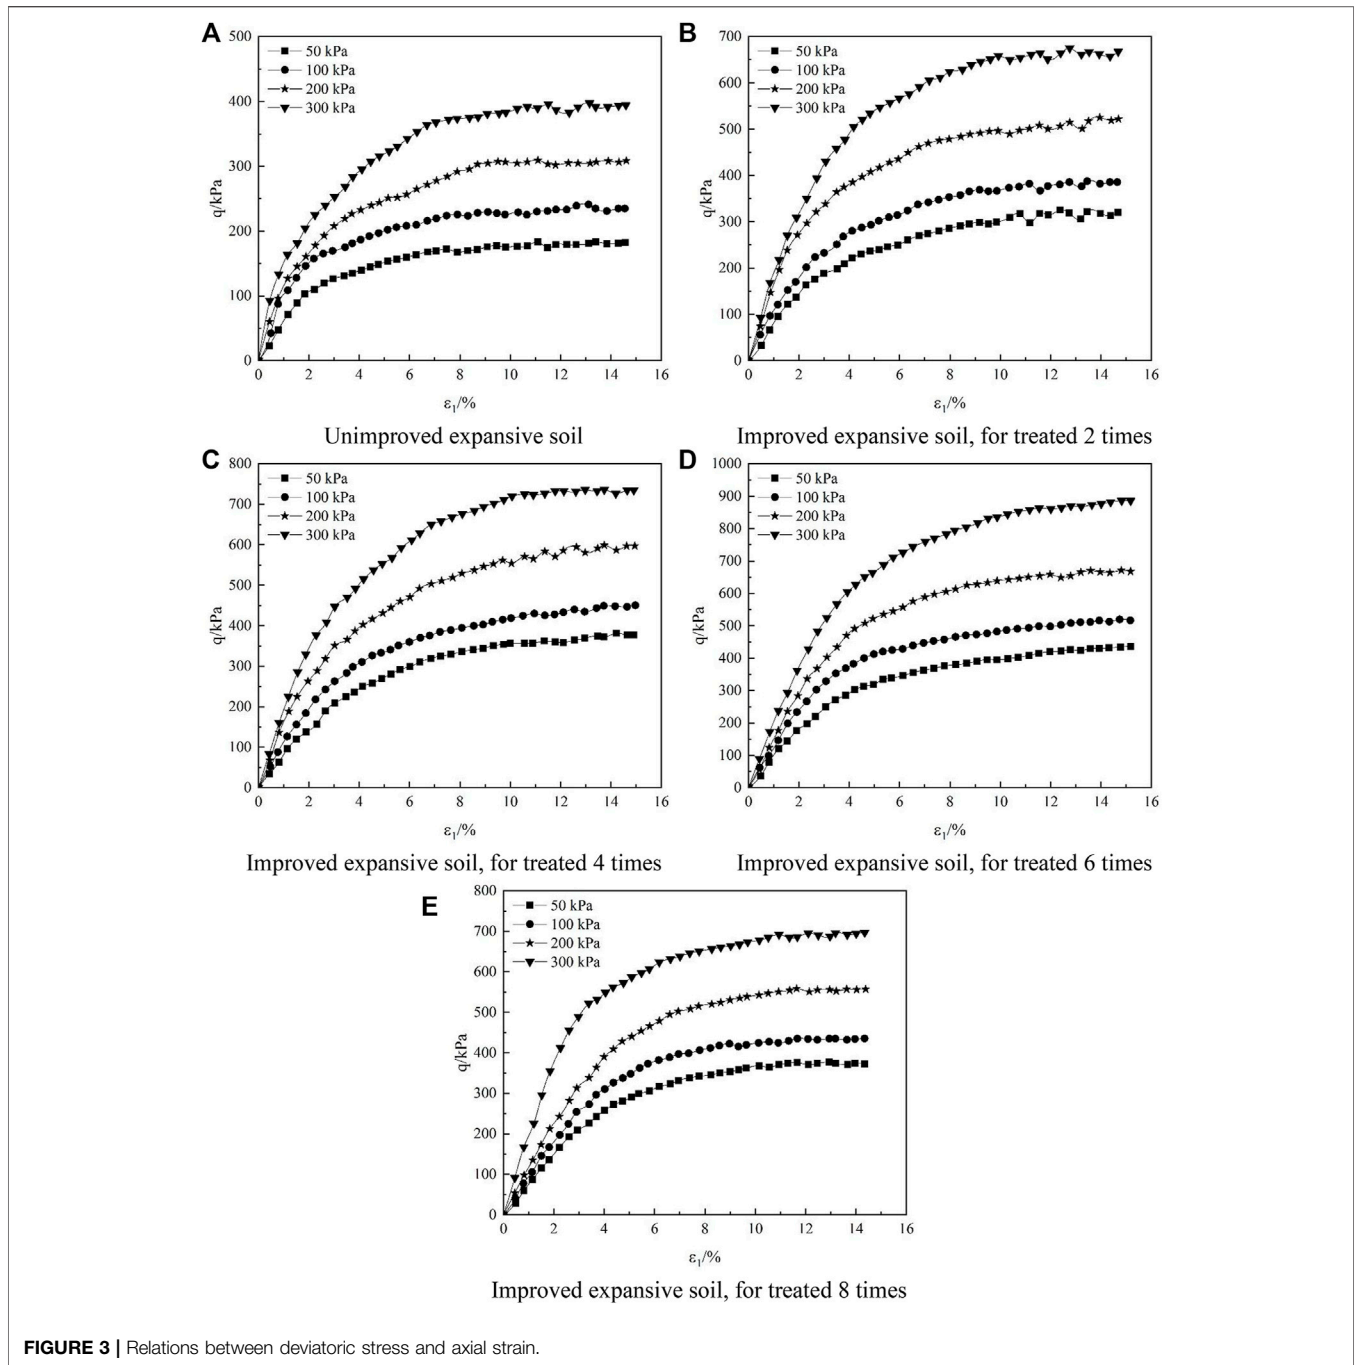 A
500
400
300
200
100
0
q/kPa
50 kPa
100 kPa
200 kPa
300 kPa
0 2 4 6 8 10 12 14 16
ε1/%
Unimproved expansive soil
B
700
600
500
400
300
200
100
0
q/kPa
50 kPa
100 kPa
200 kPa
300 kPa
0 2 4 6 8 10 12 14 16
ε1/%
Improved expansive soil, for treated 2 times
C
800
700
600
500
400
300
200
100
0
q/kPa
50 kPa
100 kPa
200 kPa
300 kPa
0 2 4 6 8 10 12 14 16
ε1/%
Improved expansive soil, for treated 4 times
D
1000
900
800
700
600
500
400
300
200
100
0
q/kPa
50 kPa
100 kPa
200 kPa
300 kPa
0 2 4 6 8 10 12 14 16
ε1/%
Improved expansive soil, for treated 6 times
E
800
700
600
500
400
300
200
100
0
q/kPa
50 kPa
100 kPa
200 kPa
300 kPa
0 2 4 6 8 10 12 14 16
ε1/%
Improved expansive soil, for treated 8 times
FIGURE 3 | Relations between deviatoric stress and axial strain.